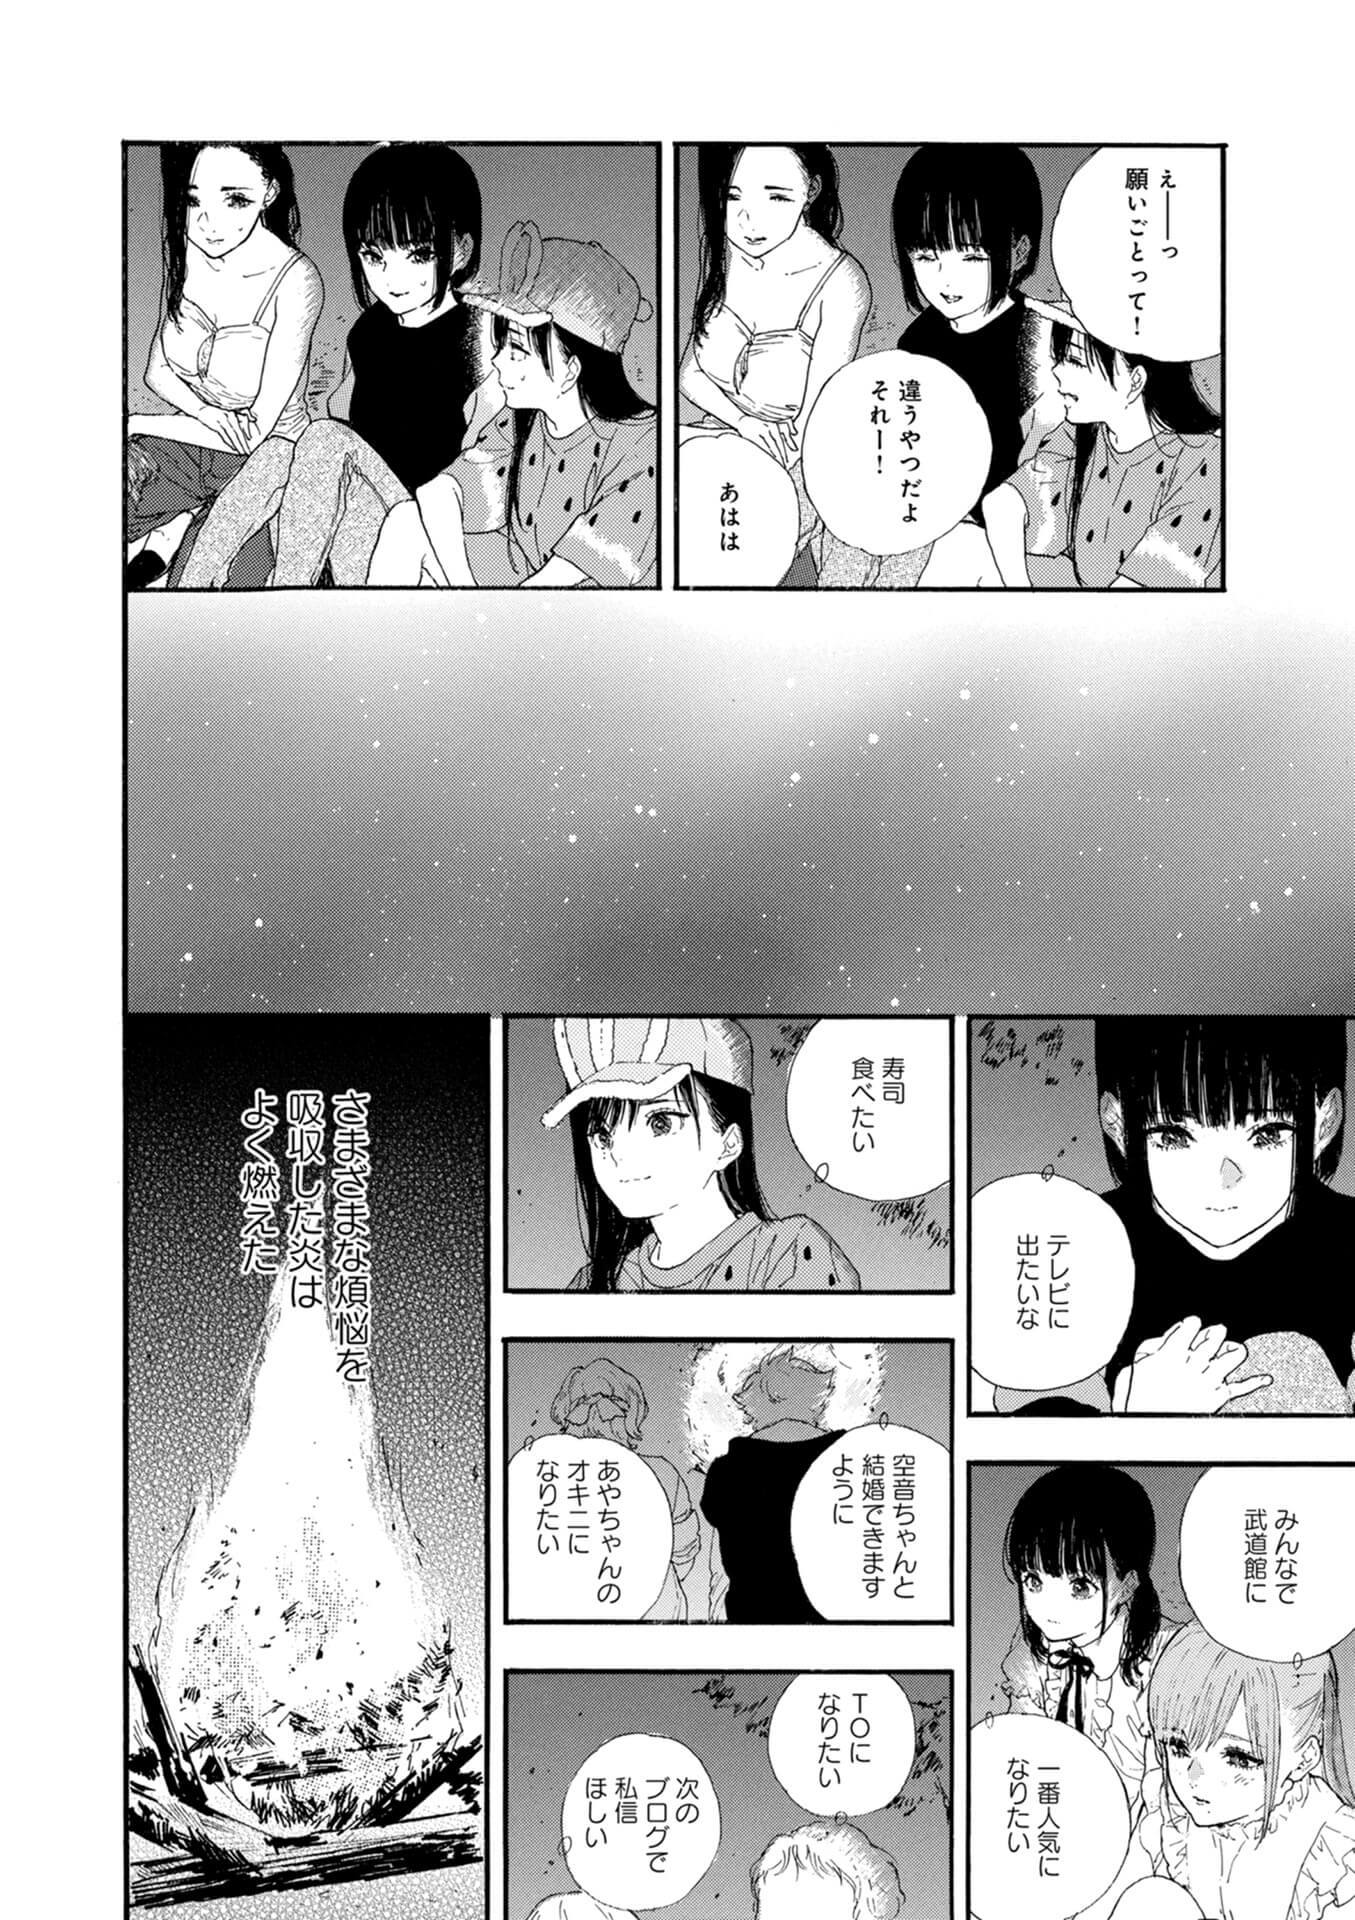 えーーっ
願いごとって！
違うやつだよ
それー！
あはは
テレビに
出たいな
みんなで
武道館に
一番人気に
なりたい
寿司
食べたい
空音ちゃんと
結婚できます
ように
あやちゃんの
オキニに
なりたい
TOに
なりたい
次の
ブログで
私信
ほしい
さまざまな煩悩を
吸収した炎は
よく燃えた